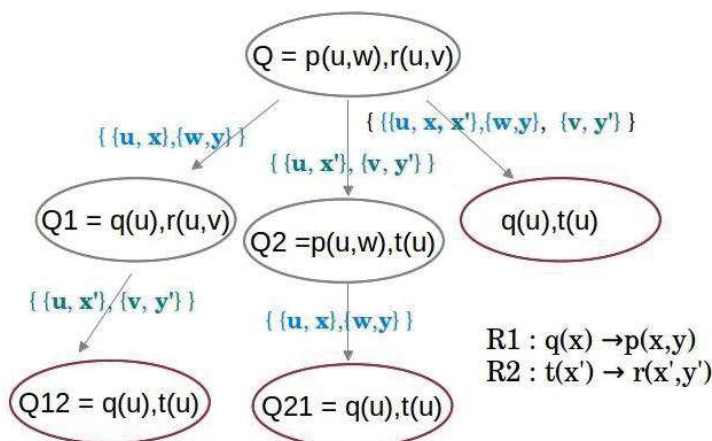 Q = p(u,w),r(u,v)
{ {u, x},{w,y} }
{ {u, x'}, {v, y'} }
{ {{u, x, x'},{w,y}, {v, y'} }
Q1 = q(u),r(u,v)
Q2 =p(u,w),t(u)
q(u),t(u)
{ {u, x'}, {v, y'} }
{ {u, x},{w,y} }
R1 : q(x) →p(x,y)
R2 : t(x') → r(x',y')
Q12 = q(u),t(u)
Q21 = q(u),t(u)